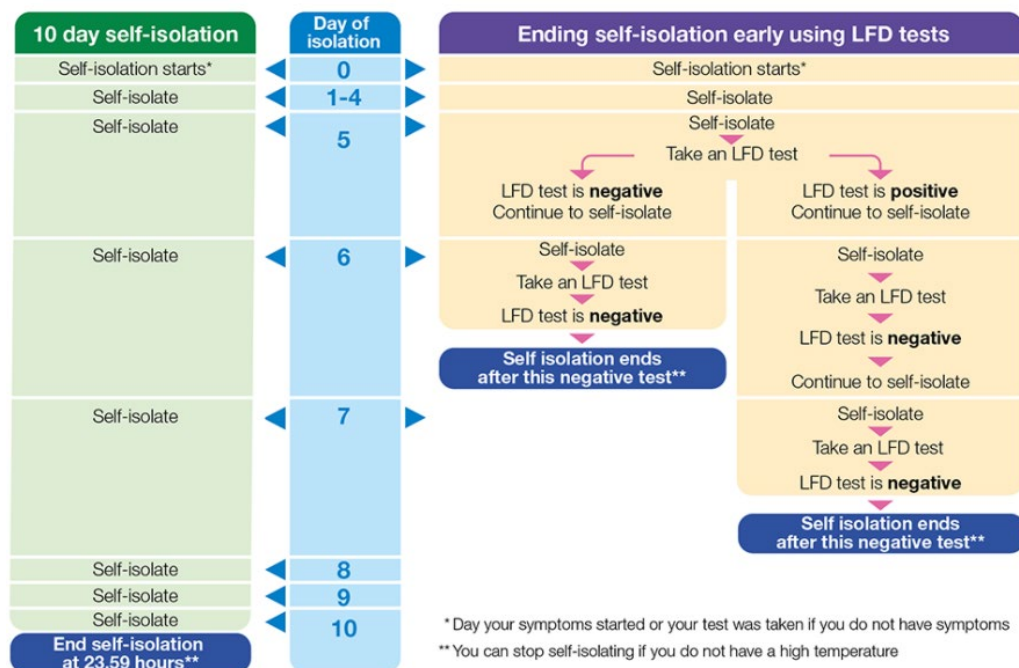 10 day self-isolation
Day of
isolation
Ending self-isolation early using LFD tests
Self-isolation starts*
0
Self-isolation starts*
Self-isolate
1-4
Self-isolate
Self-isolate
5
Self-isolate
Take an LFD test
LFD test is negative
Continue to self-isolate
LFD test is positive
Continue to self-isolate
Self-isolate
6
Self-isolate
Take an LFD test
LFD test is negative
Self isolation ends
after this negative test**
Self-isolate
Take an LFD test
LFD test is negative
Continue to self-isolate
Self-isolate
7
Self-isolate
Take an LFD test
LFD test is negative
Self isolation ends
after this negative test**
Self-isolate
8
Self-isolate
9
Self-isolate
10
End self-isolation
at 23.59 hours**
* Day your symptoms started or your test was taken if you do not have symptoms
** You can stop self-isolating if you do not have a high temperature